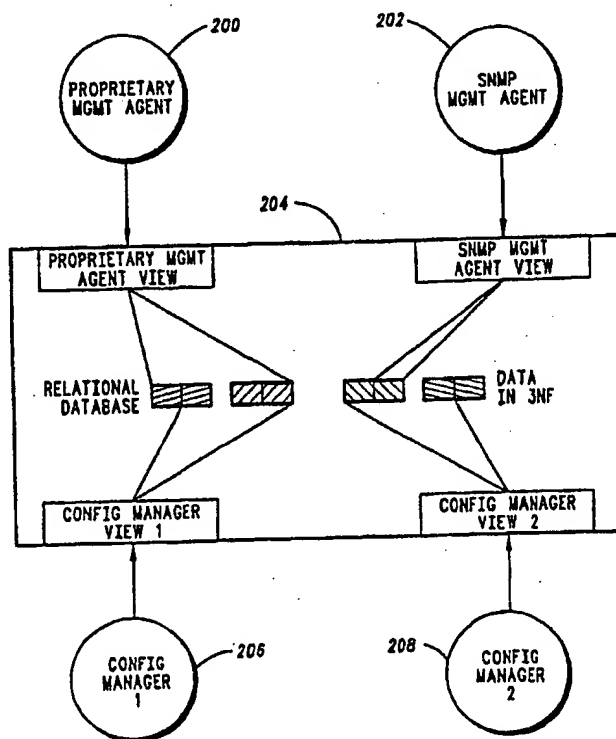 200
202
PROPRIETARY
MGMT AGENT
SNMP
MGMT AGENT
204
PROPRIETARY MGMT
AGENT VIEW
SNMP MGMT
AGENT VIEW
RELATIONAL
DATABASE
DATA
IN 3NF
CONFIG MANAGER
VIEW 1
CONFIG MANAGER
VIEW 2
206
208
CONFIG
MANAGER
1
CONFIG
MANAGER
2